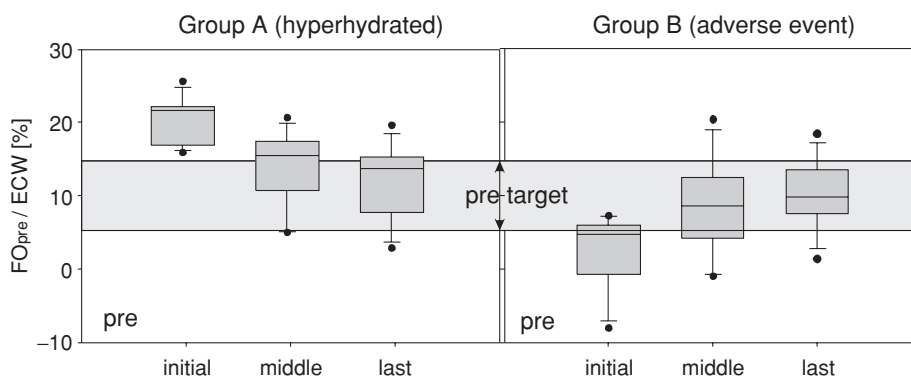 Group A (hyperhydrated) Group B (adverse event)
FOpre / ECW [%]
30
20
10
0
−10
pre-target
pre pre
initial middle last initial middle last